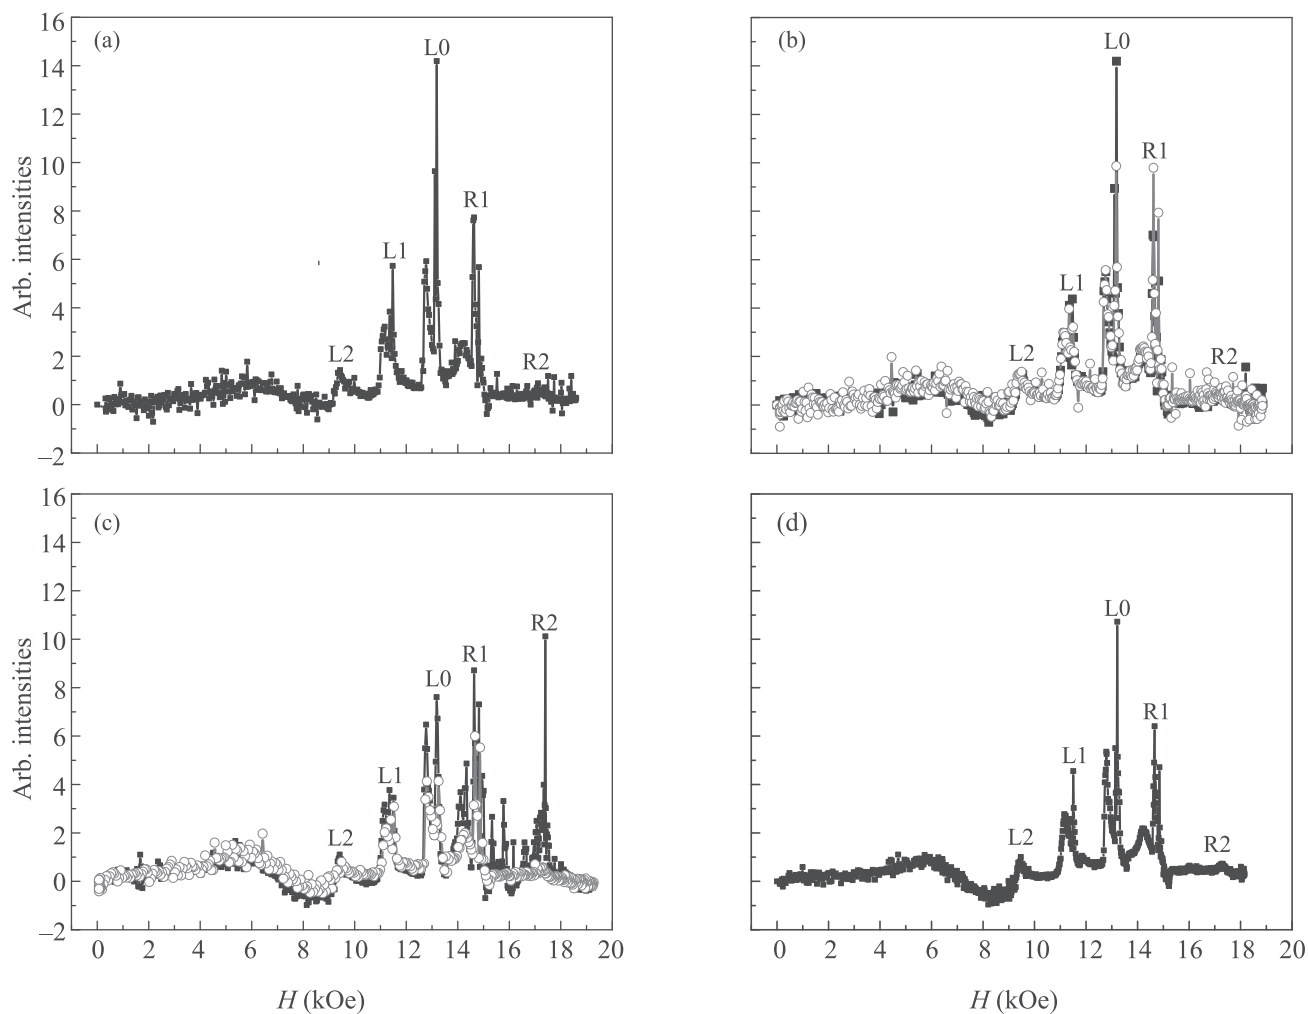 16
(a)
L0
14
12
10
Arb. intensities
8
R1
6
L1
4
2
L2
R2
0
–2
(b)
L0
R1
L1
L2
R2
16
(c)
14
12
10
R2
Arb. intensities
8
R1
L0
6
4
L1
2
L2
0
–2
0 2 4 6 8 10 12 14 16 18 20
H (kOe)
(d)
L0
R1
L1
L2
R2
0 2 4 6 8 10 12 14 16 18 20
H (kOe)